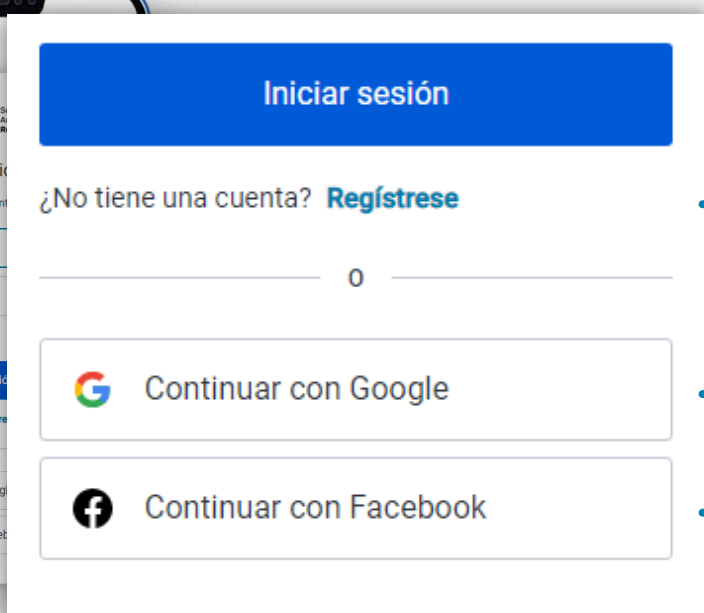 Iniciar sesión
¿No tiene una cuenta? Regístrese
O
Continuar con Google
Continuar con Facebook